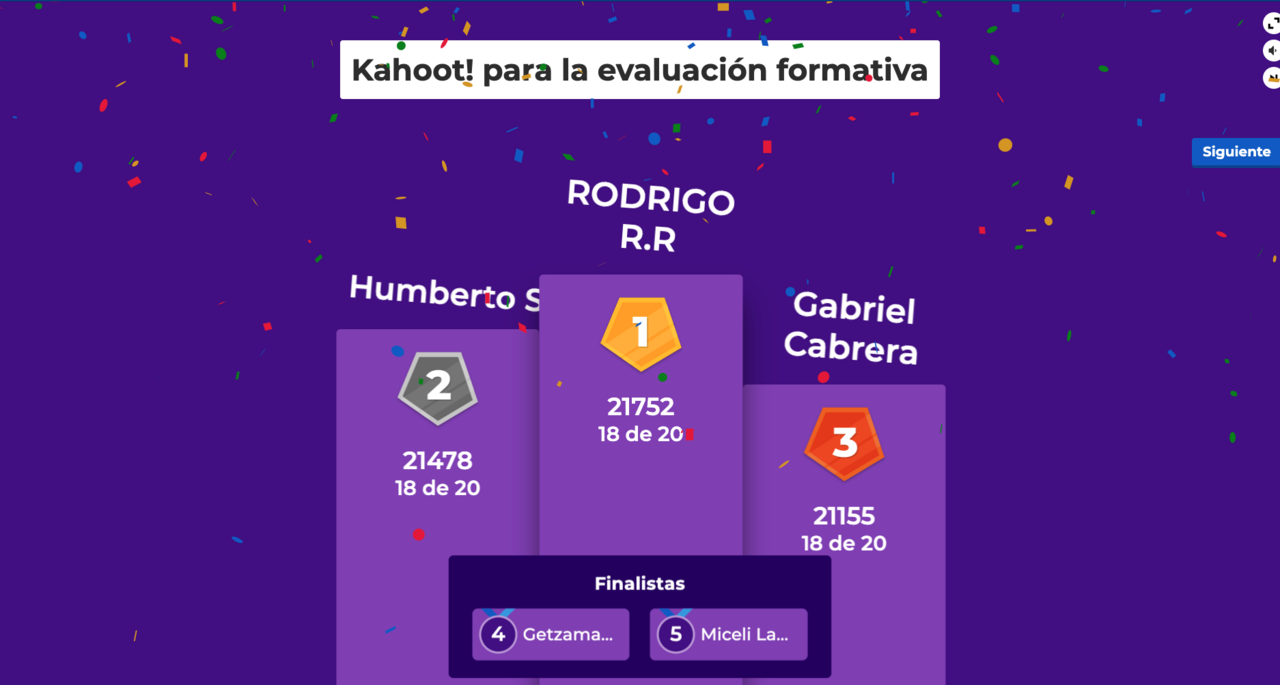 Kahoot! para la evaluación formativa
Siguiente
RODRIGO
R.R
Humberto S
Gabriel
Cabrera
1
21752
18 de 20
2
21478
18 de 20
3
21155
18 de 20
Finalistas
4 Getzama...
5 Miceli La...